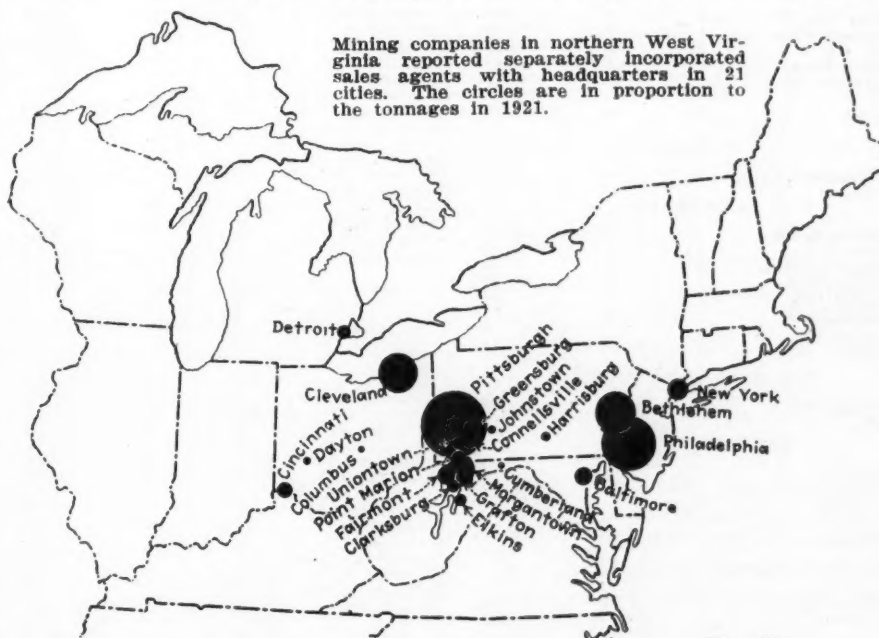 Mining companies in northern West Vir-
ginia reported separately incorporated
sales agents with headquarters in 21
cities. The circles are in proportion to
the tonnages in 1921.
Detroit
Cleveland
Pittsburgh
Greensburg
Johnstown
Connellsville
Harrisburg
New York
Bethlehem
Philadelphia
Cincinnati
Dayton
Columbus
Uniontown
Point Marion
Fairmont
Clarksburg
Cumberland
Morgantown
Grafton
Elkins
Baltimore